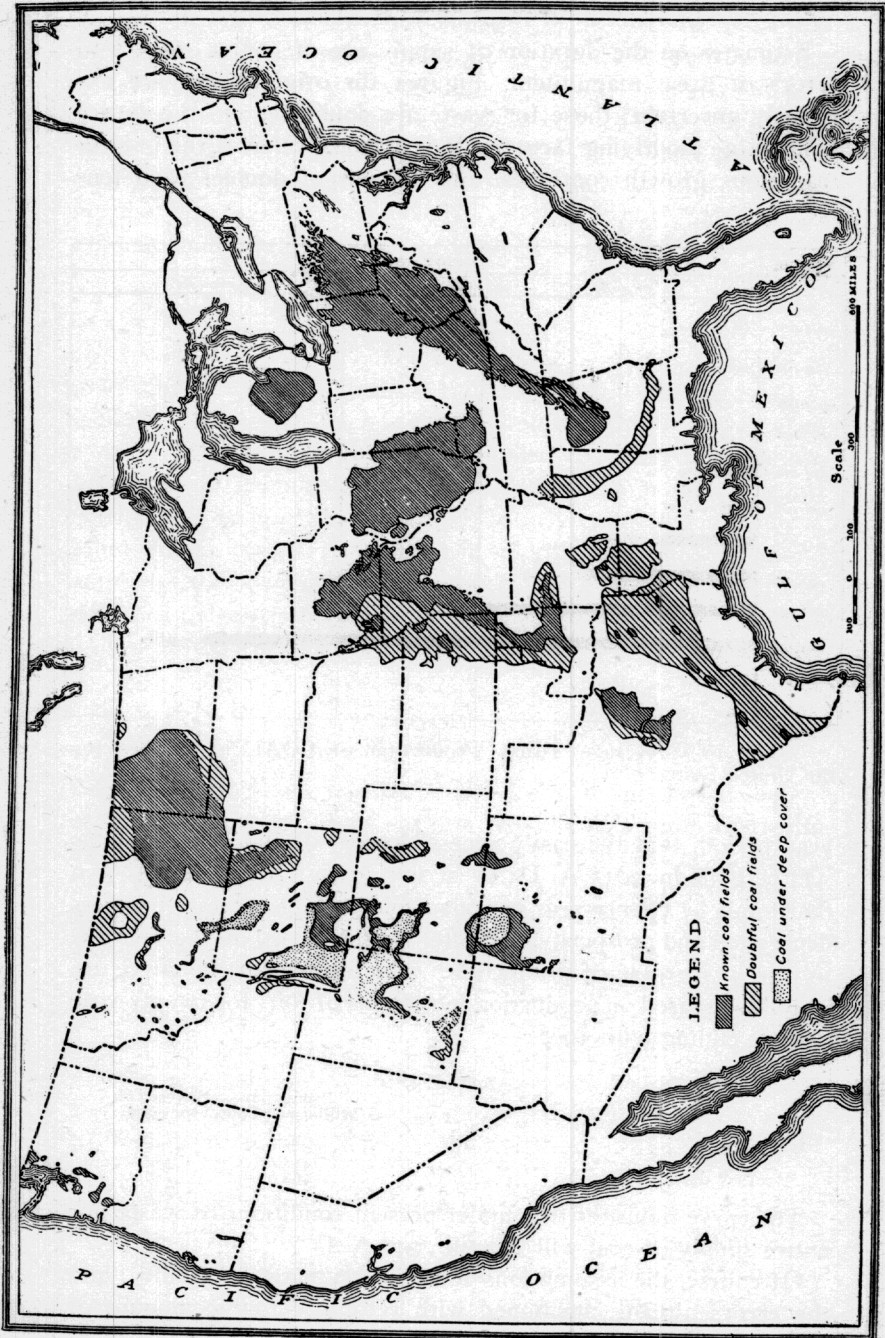 PACIFIC OCEAN
ATLANTIC OCEAN
GULF OF MEXICO
LEGEND
Known coal fields
Doubtful coal fields
Coal under deep cover
Scale
100 0 100 300 600 MILES